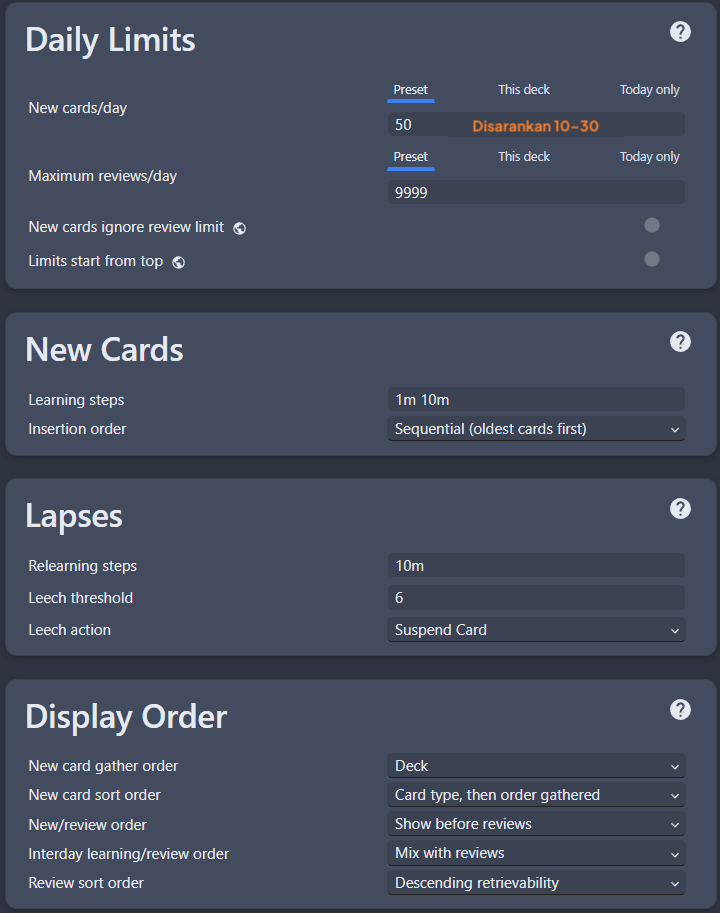 Daily Limits
Preset This deck Today only
New cards/day
50 Disarankan 10~30
Preset This deck Today only
Maximum reviews/day
9999
New cards ignore review limit
Limits start from top
New Cards
Learning steps 1m 10m
Insertion order Sequential (oldest cards first)
Lapses
Relearning steps 10m
Leech threshold 6
Leech action Suspend Card
Display Order
New card gather order Deck
New card sort order Card type, then order gathered
New/review order Show before reviews
Interday learning/review order Mix with reviews
Review sort order Descending retrievability